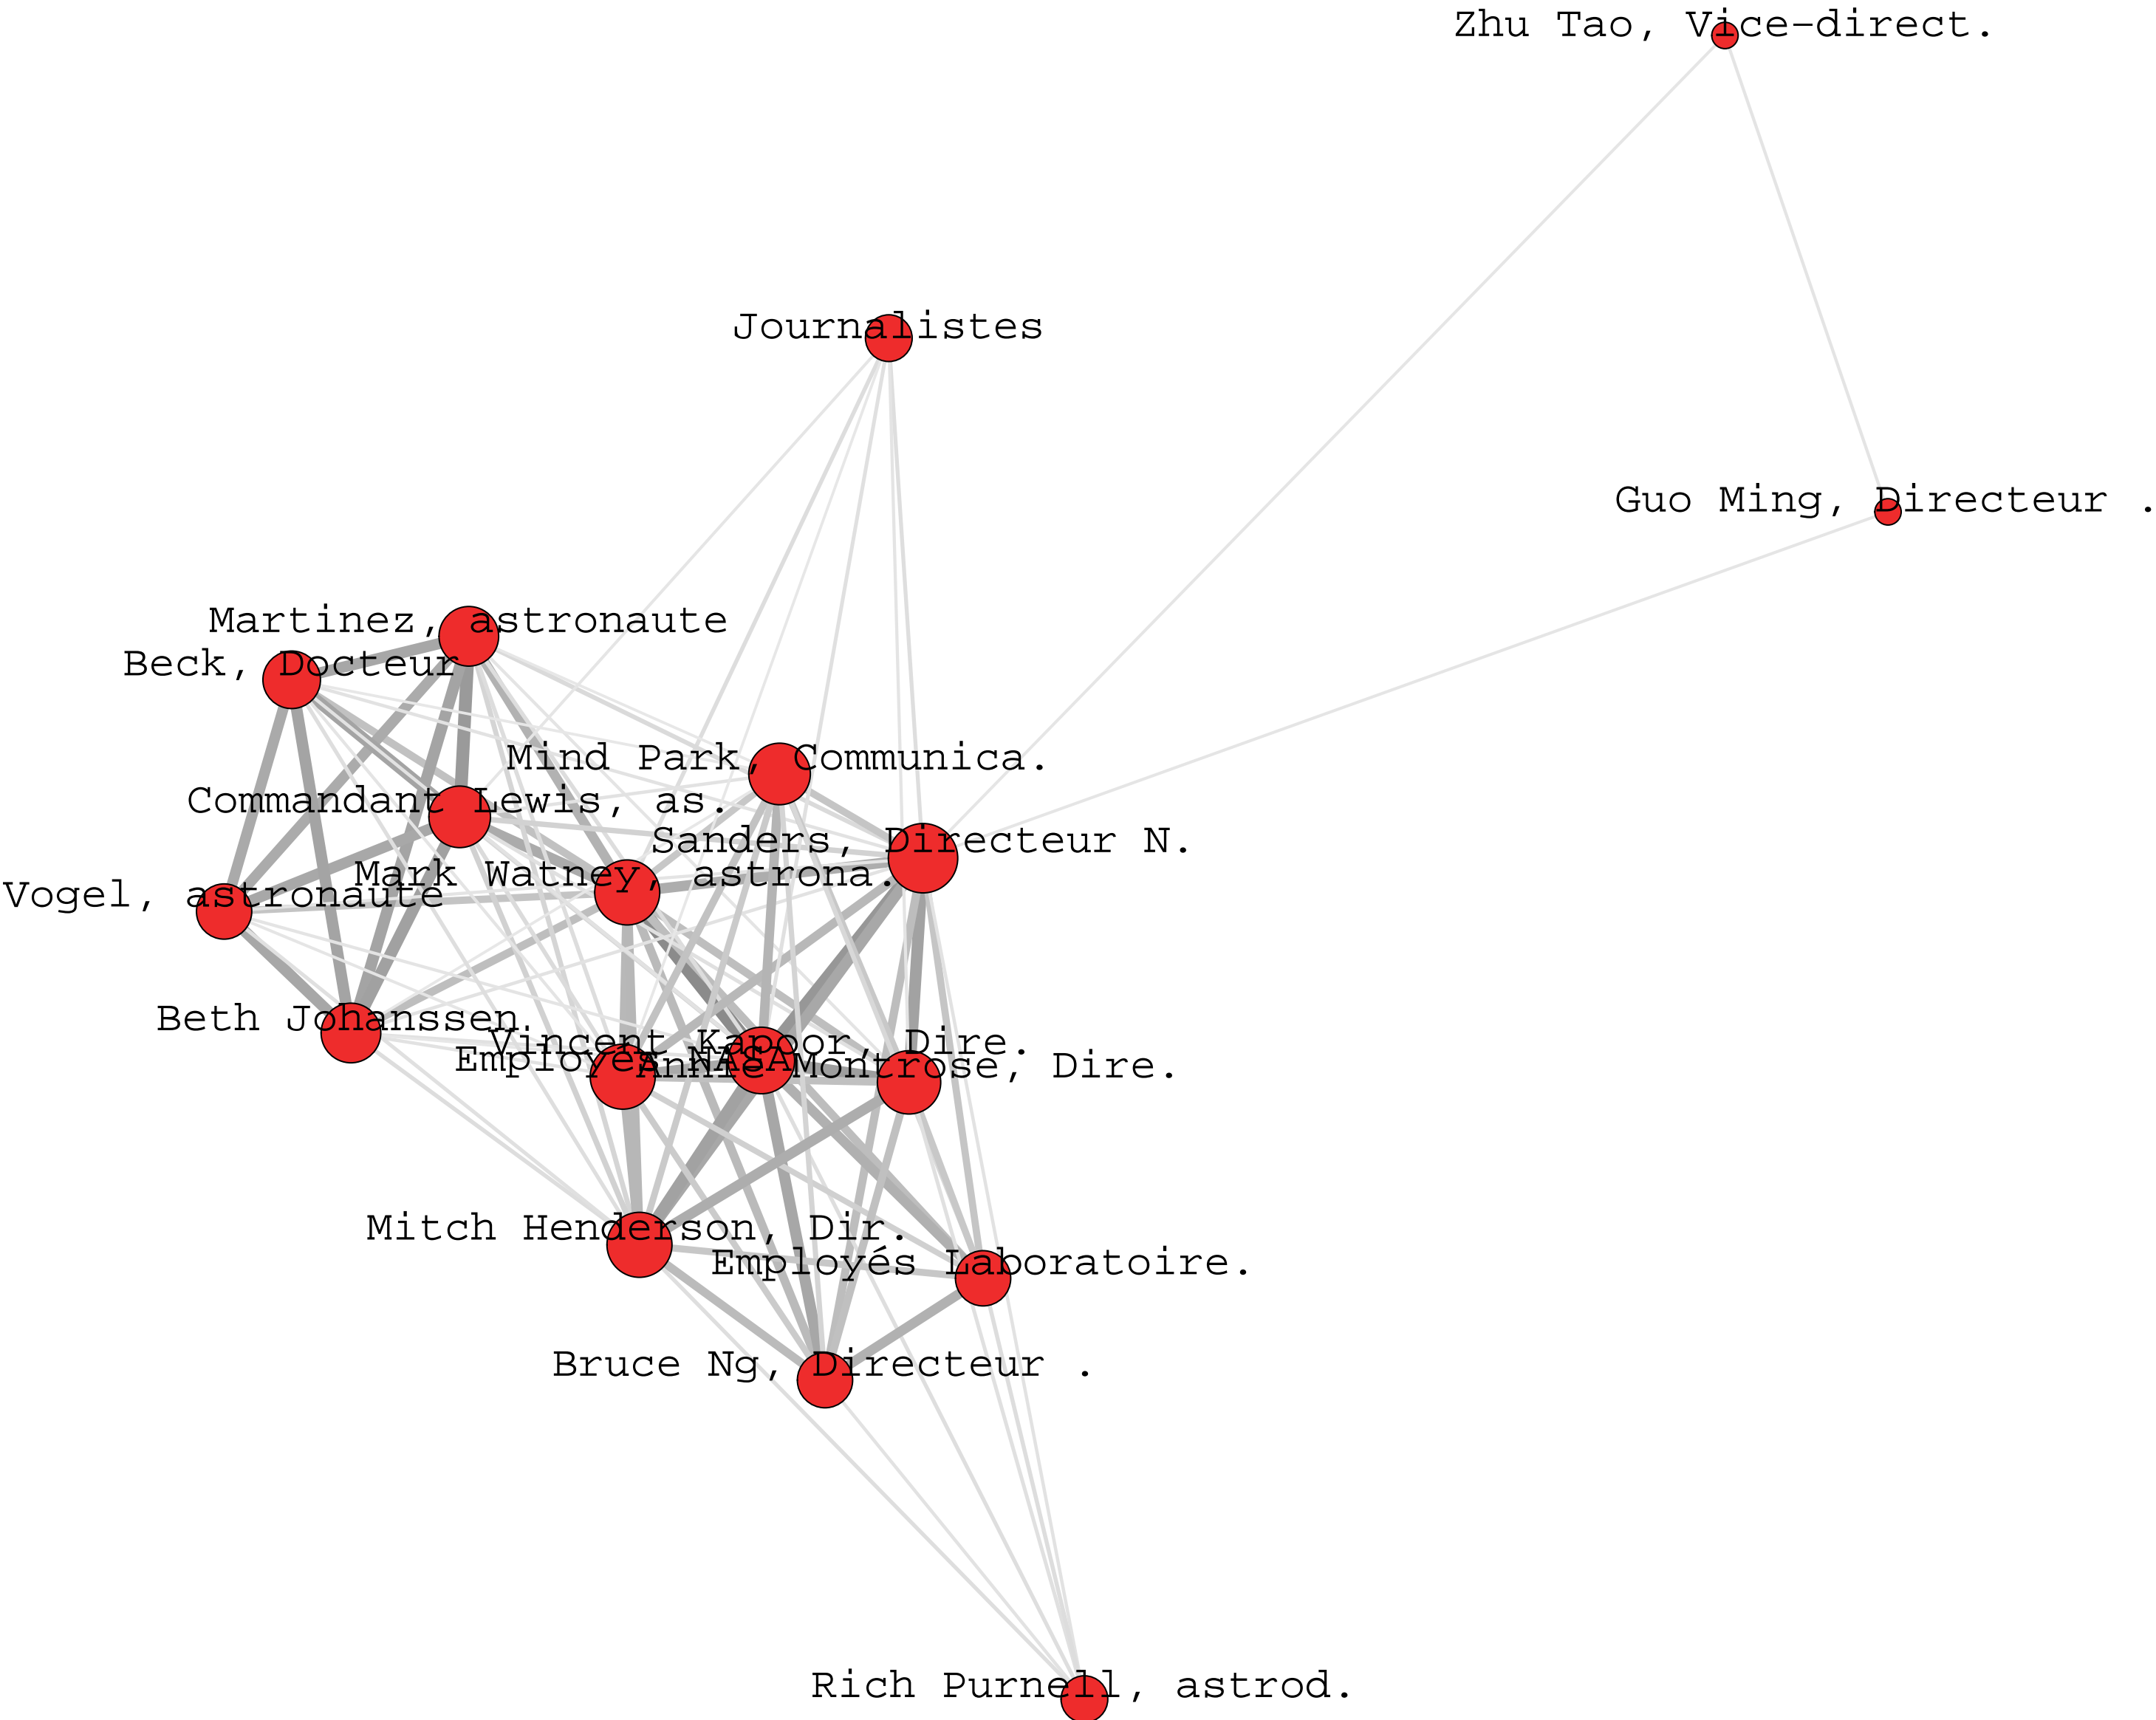 Zhu Tao, Vice-direct.
Journalistes
Guo Ming, Directeur .
Martinez, astronaute
Beck, Docteur
Mind Park, Communica.
Commandant Lewis, as.
Sanders, Directeur N.
Mark Watney, astrona.
Vogel, astronaute
Beth Johanssen
Vincent Kapoor, Dire.
Employés NASA
Annie Montrose, Dire.
Mitch Henderson, Dir.
Employés Laboratoire.
Bruce Ng, Directeur .
Rich Purnell, astrod.